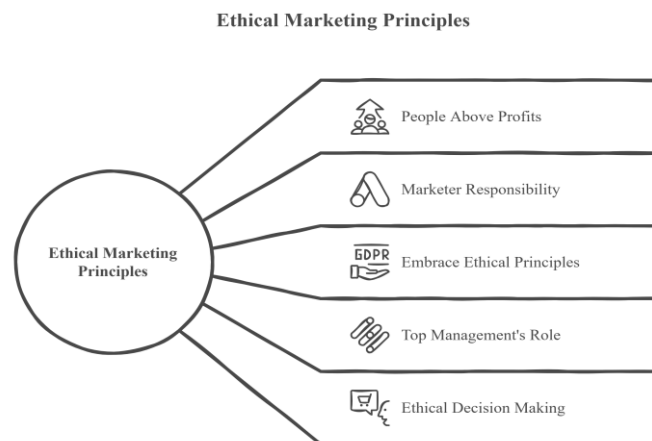 Ethical Marketing Principles
People Above Profits
Marketer Responsibility
Ethical Marketing
Principles
GDPR
Embrace Ethical Principles
Top Management's Role
Ethical Decision Making